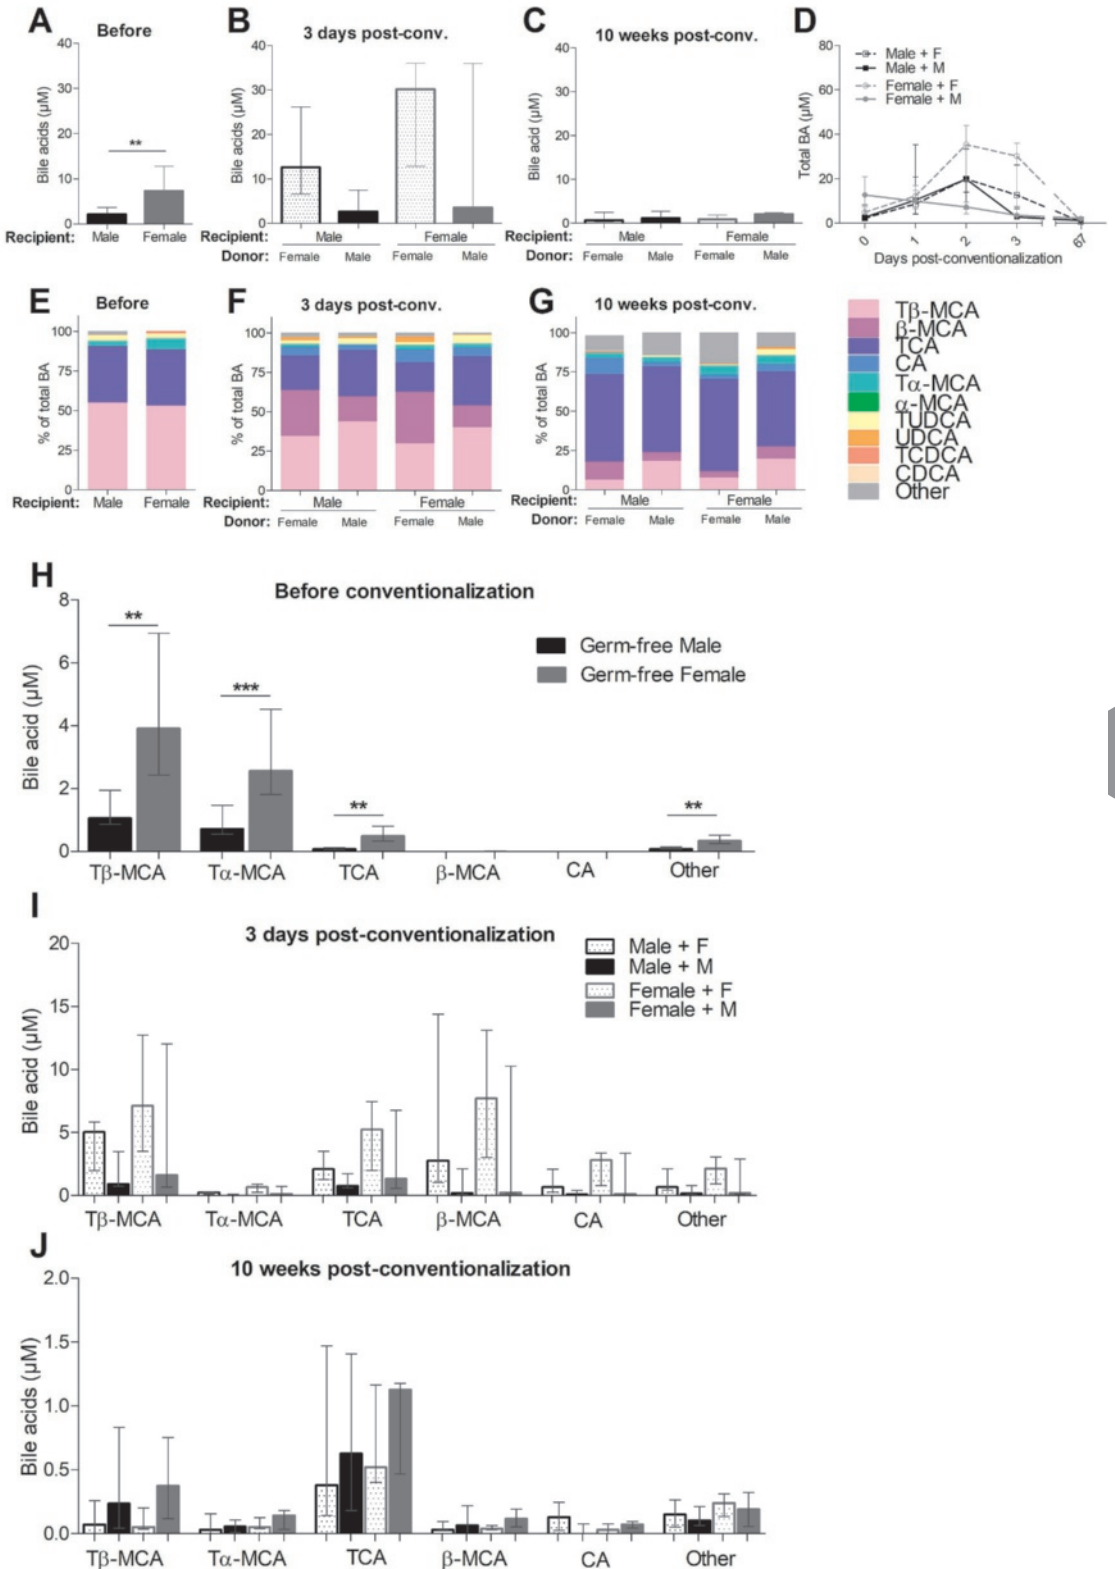 A
Before
Bile acids (µM)
40
30
20
10
0
**
Recipient:
Male
Female
B
3 days post-conv.
Bile acids (µM)
40
30
20
10
0
Recipient:
Male
Female
Donor:
Female
Male
Female
Male
C
10 weeks post-conv.
Bile acid (µM)
40
30
20
10
0
Recipient:
Male
Female
Donor:
Female
Male
Female
Male
D
Total BA (µM)
80
60
40
20
0
Male + F
Male + M
Female + F
Female + M
0
1
2
3
67
Days post-conventionalization
E
Before
% of total BA
100
75
50
25
0
Recipient:
Male
Female
F
3 days post-conv.
% of total BA
100
75
50
25
0
Recipient:
Male
Female
Donor:
Female
Male
Female
Male
G
10 weeks post-conv.
% of total BA
100
75
50
25
0
Recipient:
Male
Female
Donor:
Female
Male
Female
Male
Tβ-MCA
β-MCA
TCA
CA
Tα-MCA
α-MCA
TUDCA
UDCA
TCDCA
CDCA
Other
H
Before conventionalization
Bile acid (µM)
8
6
4
2
0
**
***
**
**
Germ-free Male
Germ-free Female
Tβ-MCA
Tα-MCA
TCA
β-MCA
CA
Other
I
3 days post-conventionalization
Bile acid (µM)
20
15
10
5
0
Male + F
Male + M
Female + F
Female + M
Tβ-MCA
Tα-MCA
TCA
β-MCA
CA
Other
J
10 weeks post-conventionalization
Bile acids (µM)
2.0
1.5
1.0
0.5
0.0
Tβ-MCA
Tα-MCA
TCA
β-MCA
CA
Other